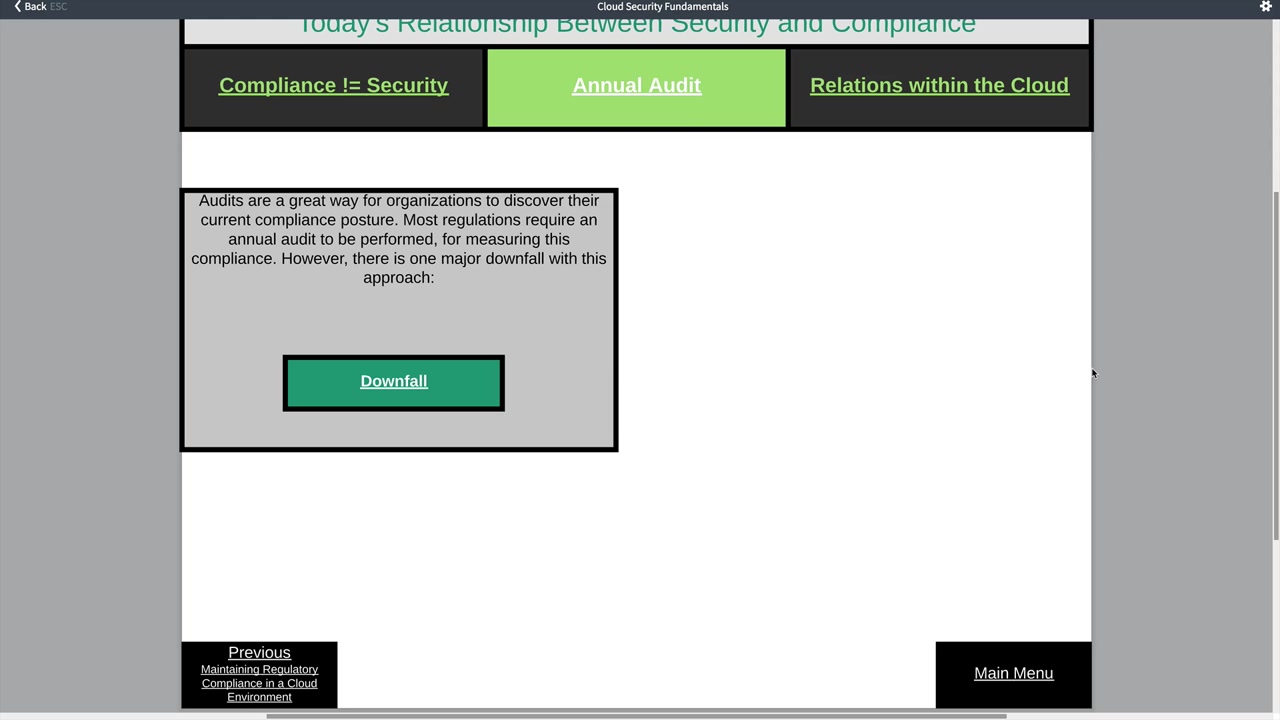 Back ESC
Cloud Security Fundamentals
Today's Relationship Between Security and Compliance
Compliance != Security
Annual Audit
Relations within the Cloud
Audits are a great way for organizations to discover their
current compliance posture. Most regulations require an
annual audit to be performed, for measuring this
compliance. However, there is one major downfall with this
approach:
Downfall
Previous
Maintaining Regulatory
Compliance in a Cloud
Environment
Main Menu